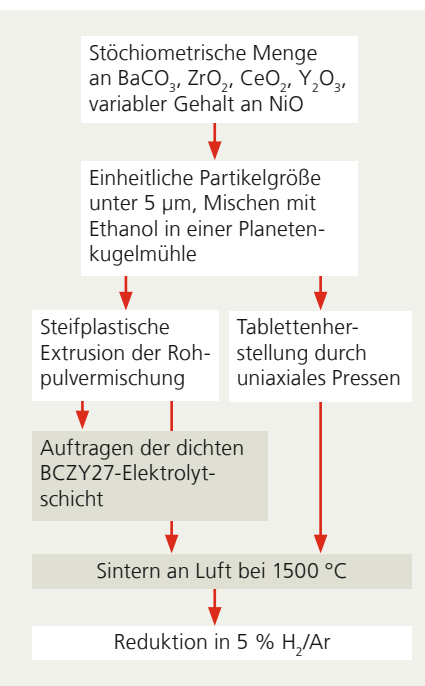 Stöchiometrische Menge
an BaCO₃, ZrO₂, CeO₂, Y₂O₃,
variabler Gehalt an NiO
Einheitliche Partikelgröße
unter 5 µm, Mischen mit
Ethanol in einer Planeten-
kugelmühle
Steifplastische
Extrusion der Roh-
pulvermischung
Tablettenher-
stellung durch
uniaxiales Pressen
Auftragen der dichten
BCZY27-Elektrolyt-
schicht
Sintern an Luft bei 1500 °C
Reduktion in 5 % H₂/Ar